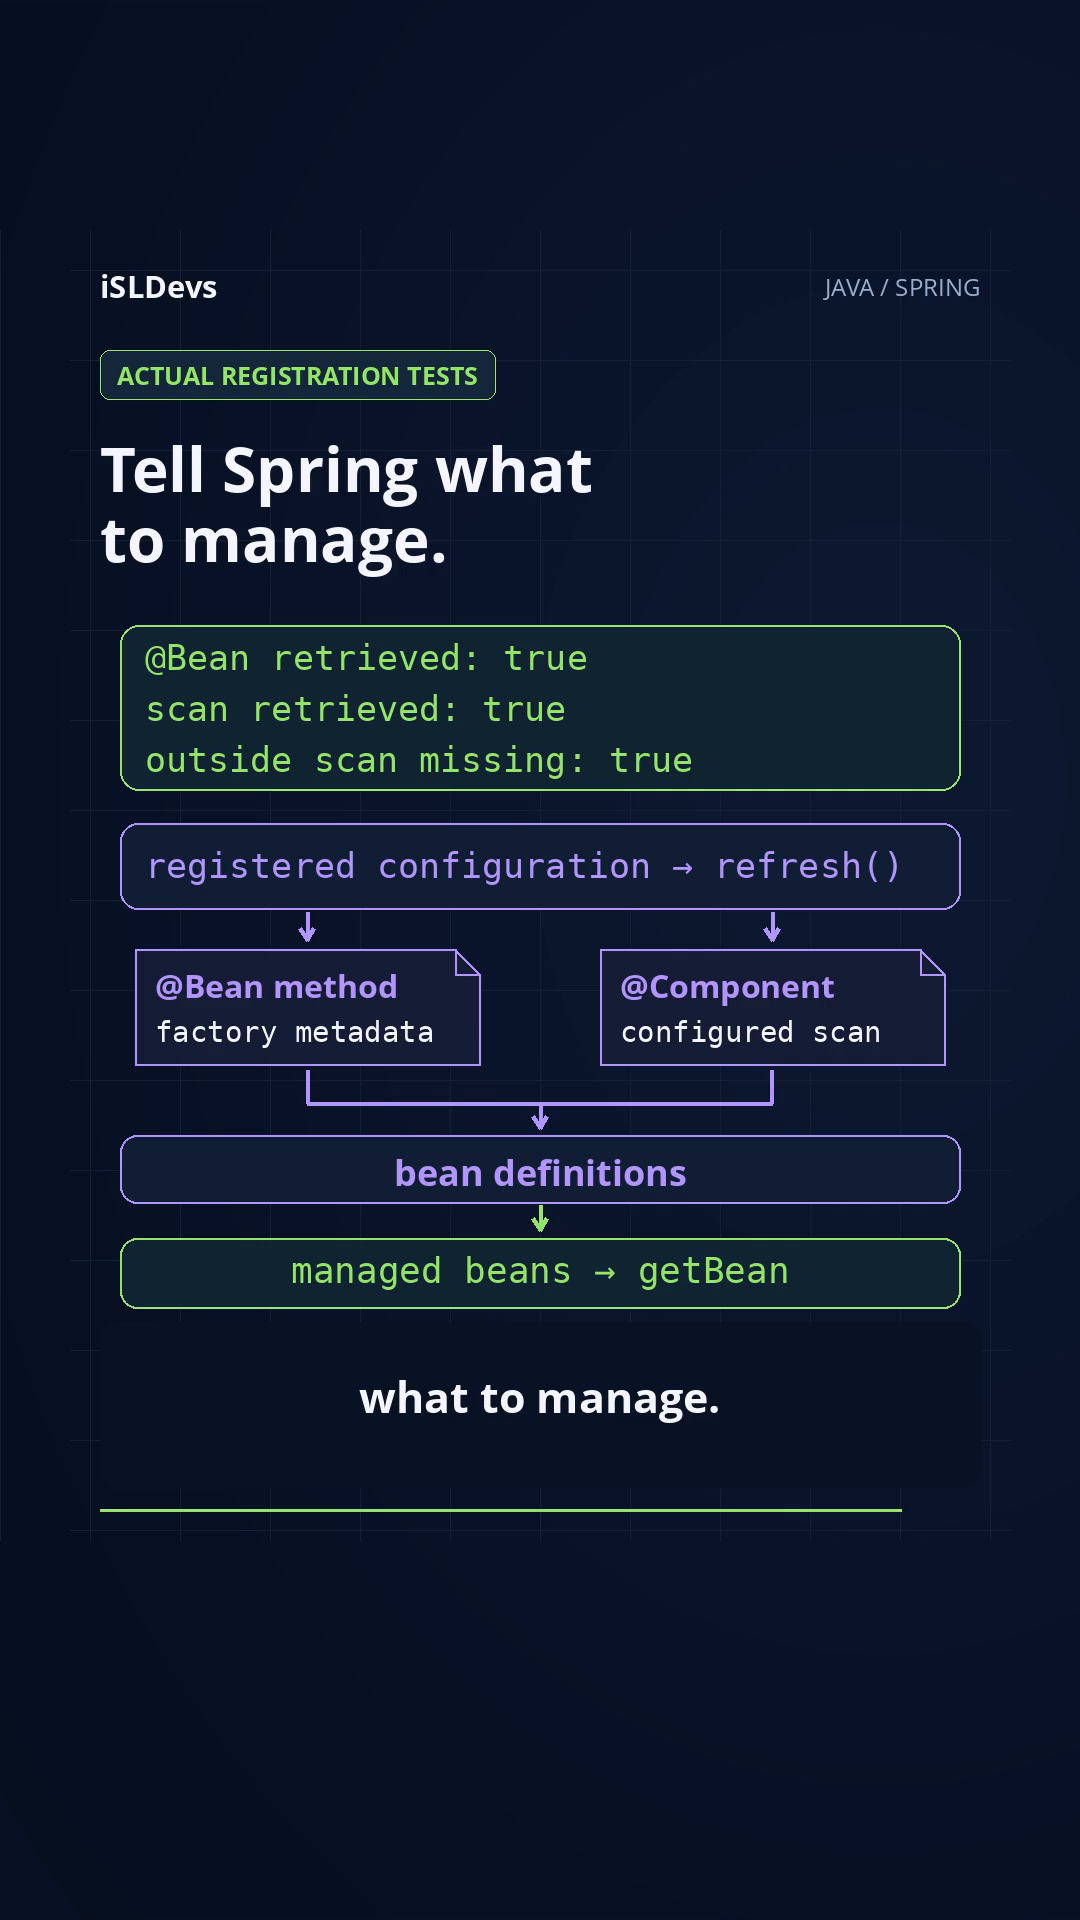 iSLDevs
JAVA / SPRING
ACTUAL REGISTRATION TESTS
Tell Spring what
to manage.
@Bean retrieved: true
scan retrieved: true
outside scan missing: true
registered configuration → refresh()
@Bean method
factory metadata
@Component
configured scan
bean definitions
managed beans → getBean
what to manage.